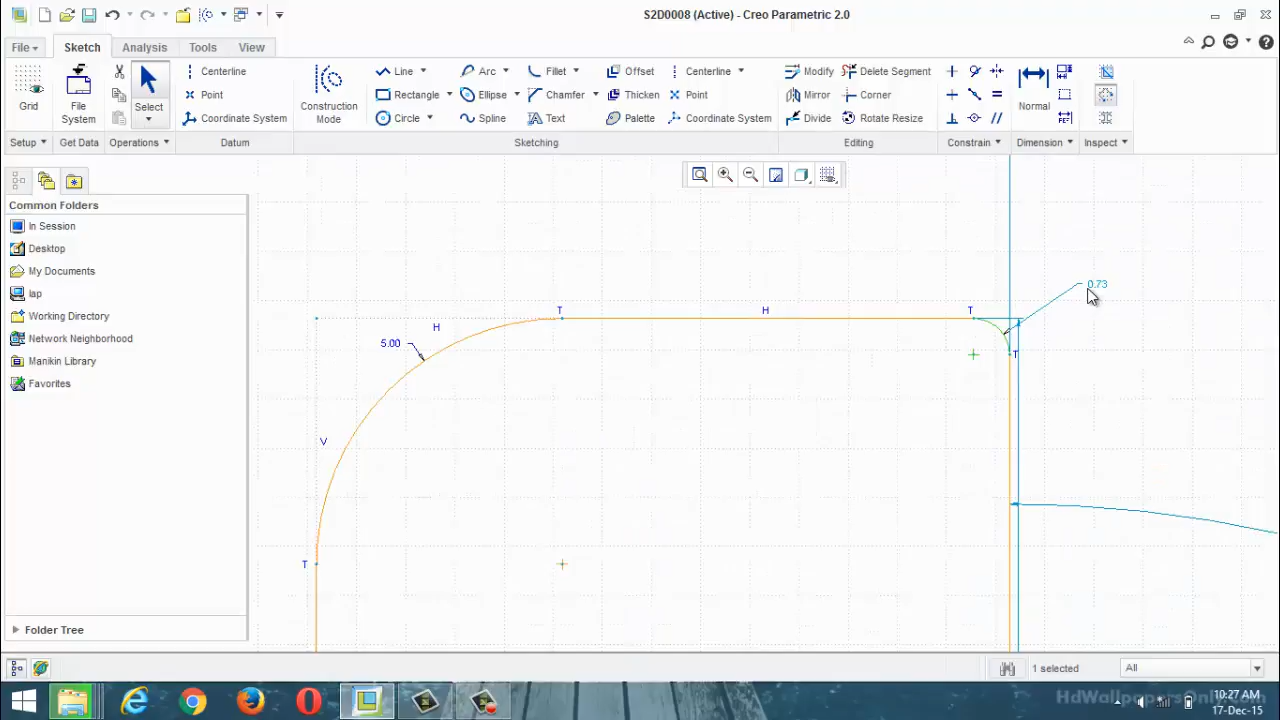 S2D0008 (Active) - Creo Parametric 2.0
File
Sketch
Analysis
Tools
View
Grid
File System
Select
Centerline
Point
Coordinate System
Construction Mode
Line
Rectangle
Circle
Arc
Ellipse
Spline
Fillet
Chamfer
Text
Offset
Thicken
Palette
Centerline
Point
Coordinate System
Modify
Mirror
Divide
Delete Segment
Corner
Rotate Resize
Normal
Setup
Get Data
Operations
Datum
Sketching
Editing
Constrain
Dimension
Inspect
Common Folders
In Session
Desktop
My Documents
lap
Working Directory
Network Neighborhood
Manikin Library
Favorites
Folder Tree
0.73
T
H
T
H
5.00
T
V
T
1 selected
All
HdWallpapersOnly.com
10:27 AM
17-Dec-15